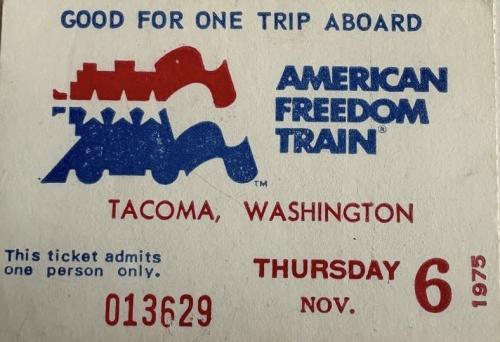 GOOD FOR ONE TRIP ABOARD
AMERICAN
FREEDOM
TRAIN®
TM
TACOMA, WASHINGTON
This ticket admits
one person only.
013629
THURSDAY
NOV. 6
1975